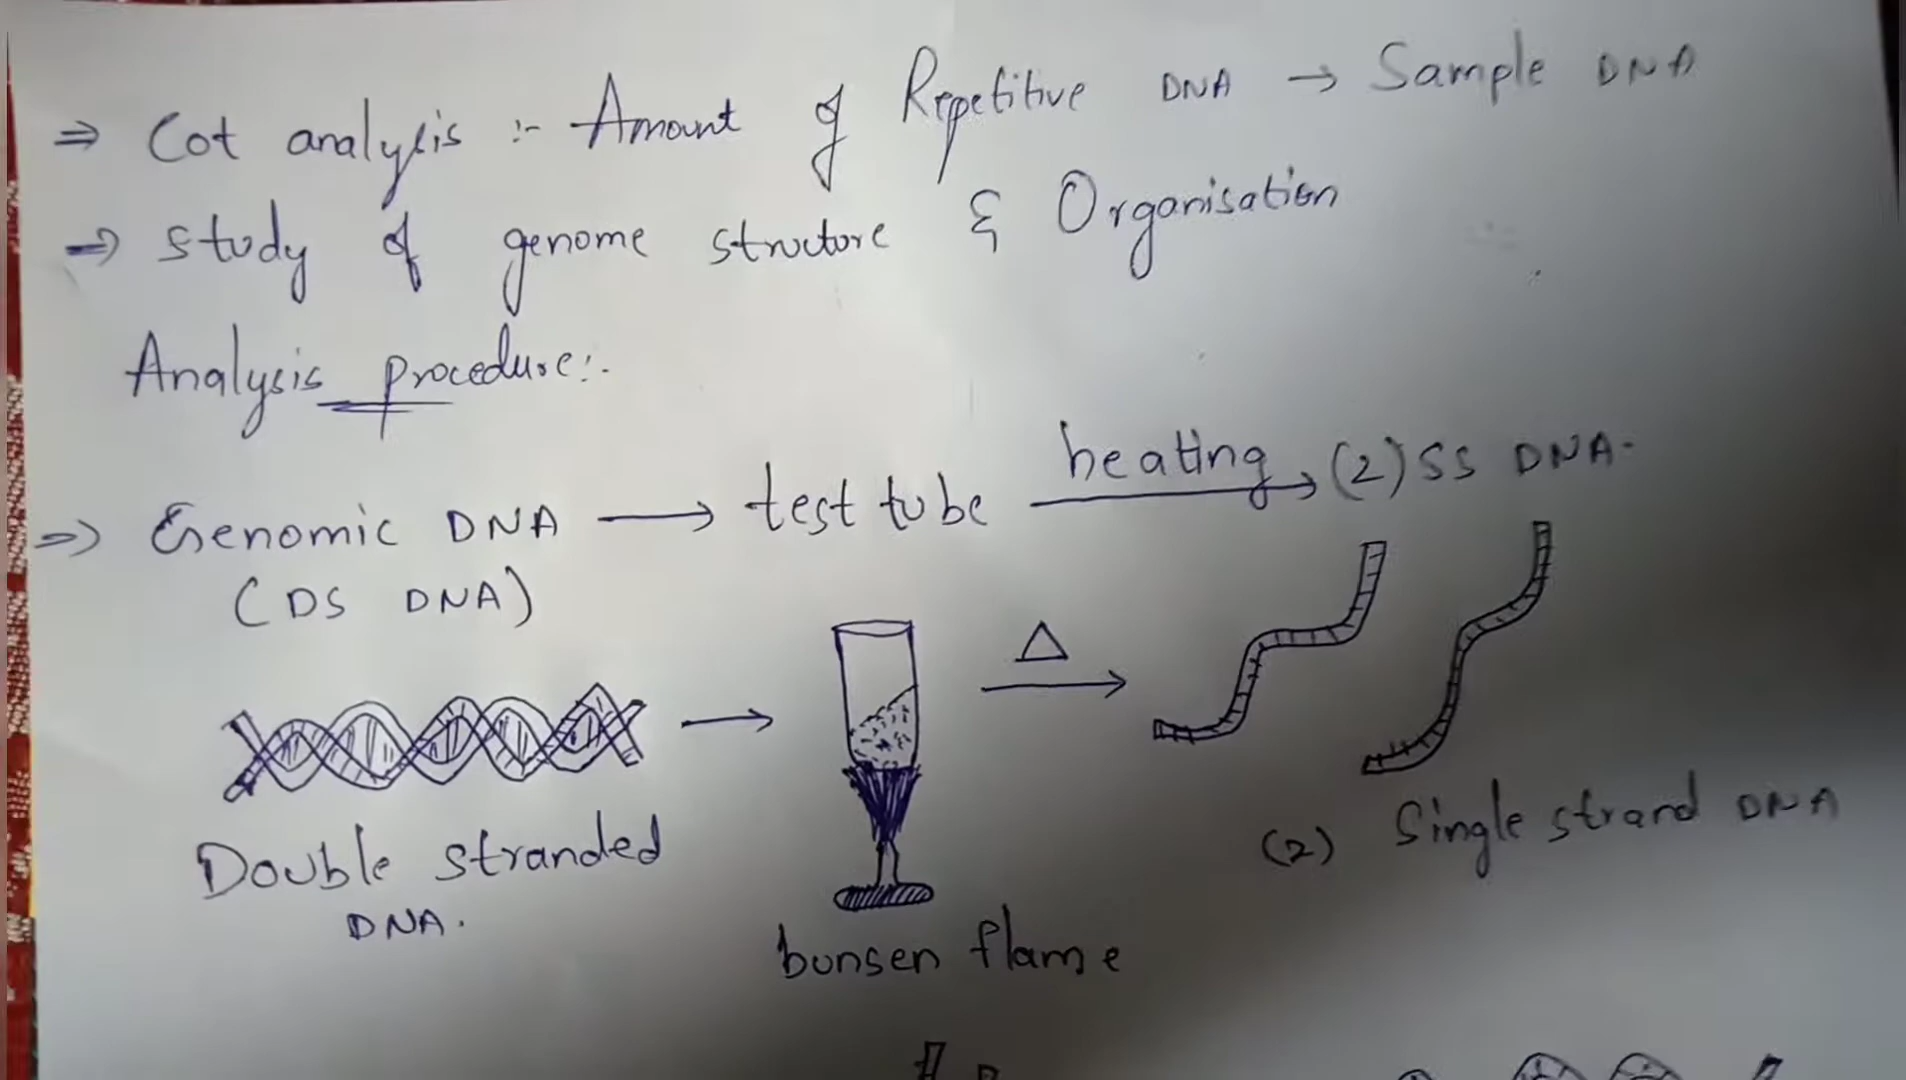 ⇒ Cot analysis :- Amount of Repetitive DNA → Sample DNA
⇒ study of genome structure & Organisation
Analysis procedure:-
⇒ Genomic DNA → test tube heating → (2) SS DNA.
(DS DNA)
Δ
Double stranded
DNA.
(2) Single strand DNA
bunsen flame